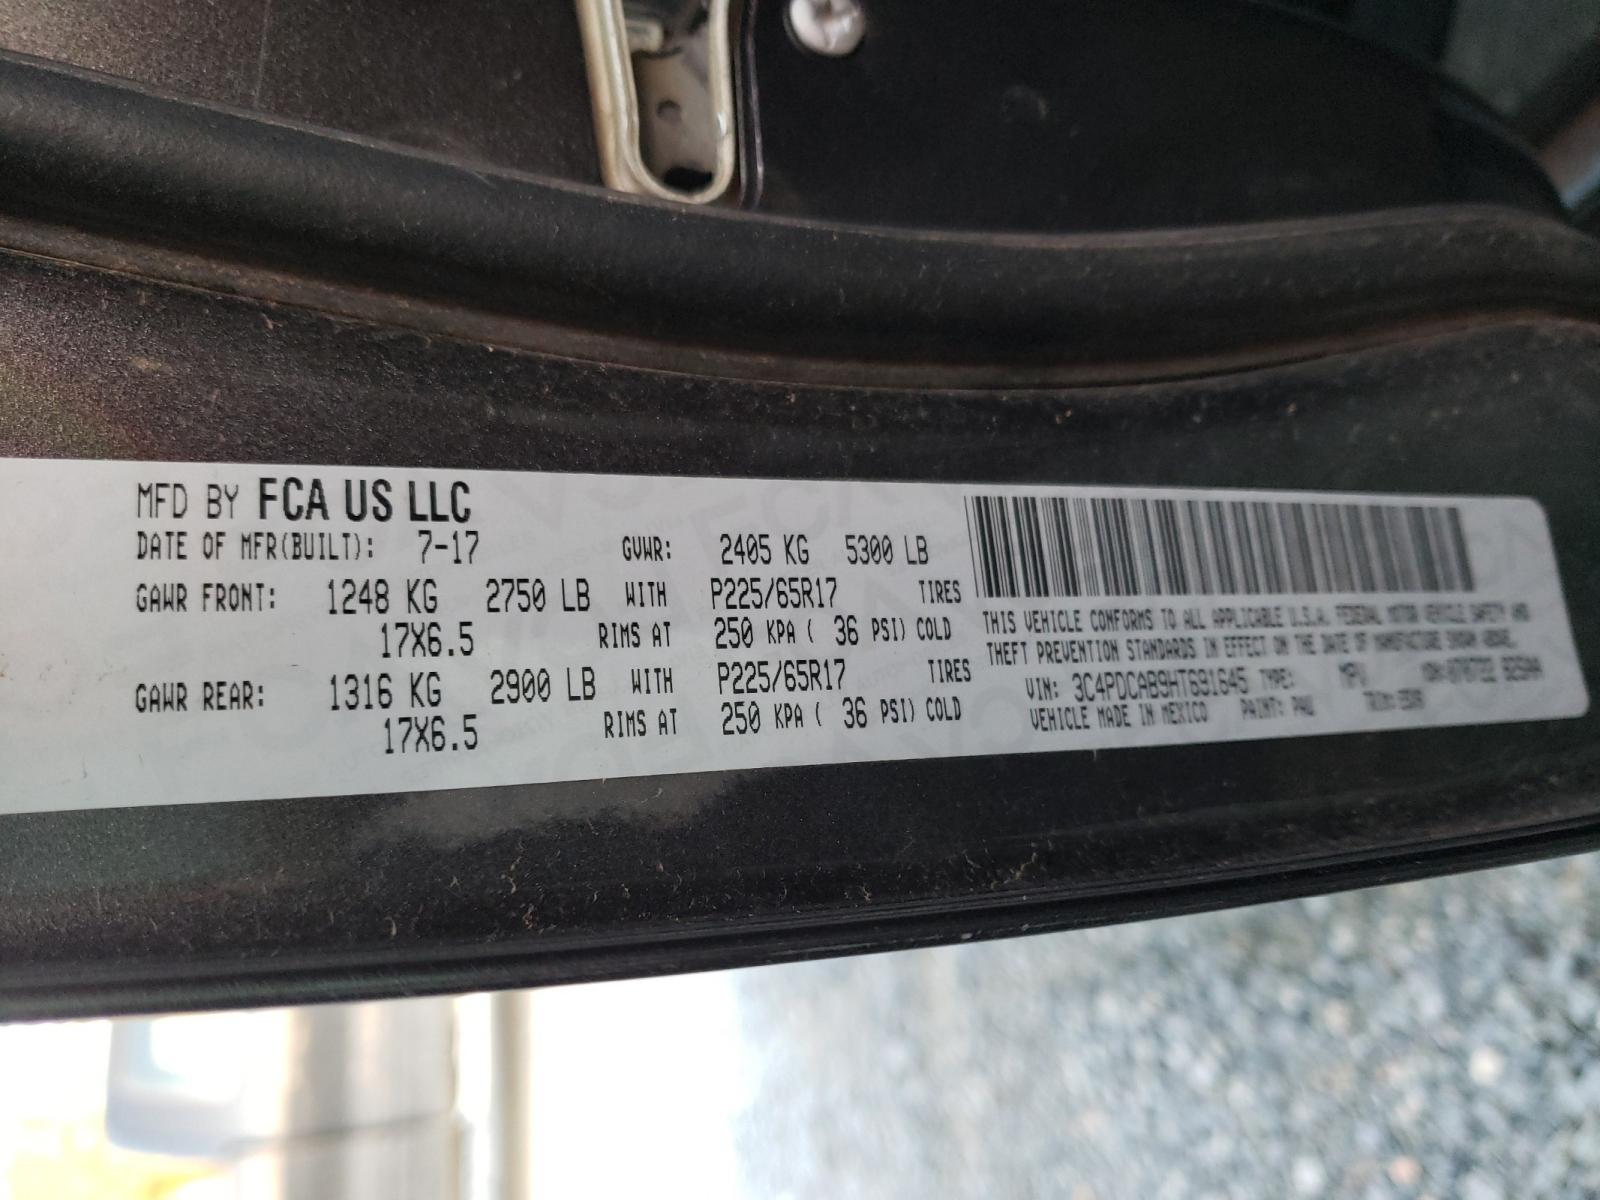 MFD BY FCA US LLC
DATE OF MFR(BUILT): 7-17 GVWR: 2405 KG 5300 LB
GAWR FRONT: 1248 KG 2750 LB WITH P225/65R17 TIRES
17X6.5 RIMS AT 250 KPA ( 36 PSI) COLD
GAWR REAR: 1316 KG 2900 LB WITH P225/65R17 TIRES
17X6.5 RIMS AT 250 KPA ( 36 PSI) COLD
THIS VEHICLE CONFORMS TO ALL APPLICABLE U.S.A. FEDERAL MOTOR VEHICLE SAFETY AND
THEFT PREVENTION STANDARDS IN EFFECT ON THE DATE OF MANUFACTURE SHOWN ABOVE.
VIN: 3C4PDCAB9HT691645 TYPE: MPV
VEHICLE MADE IN MEXICO PAINT: PAU TRIM: